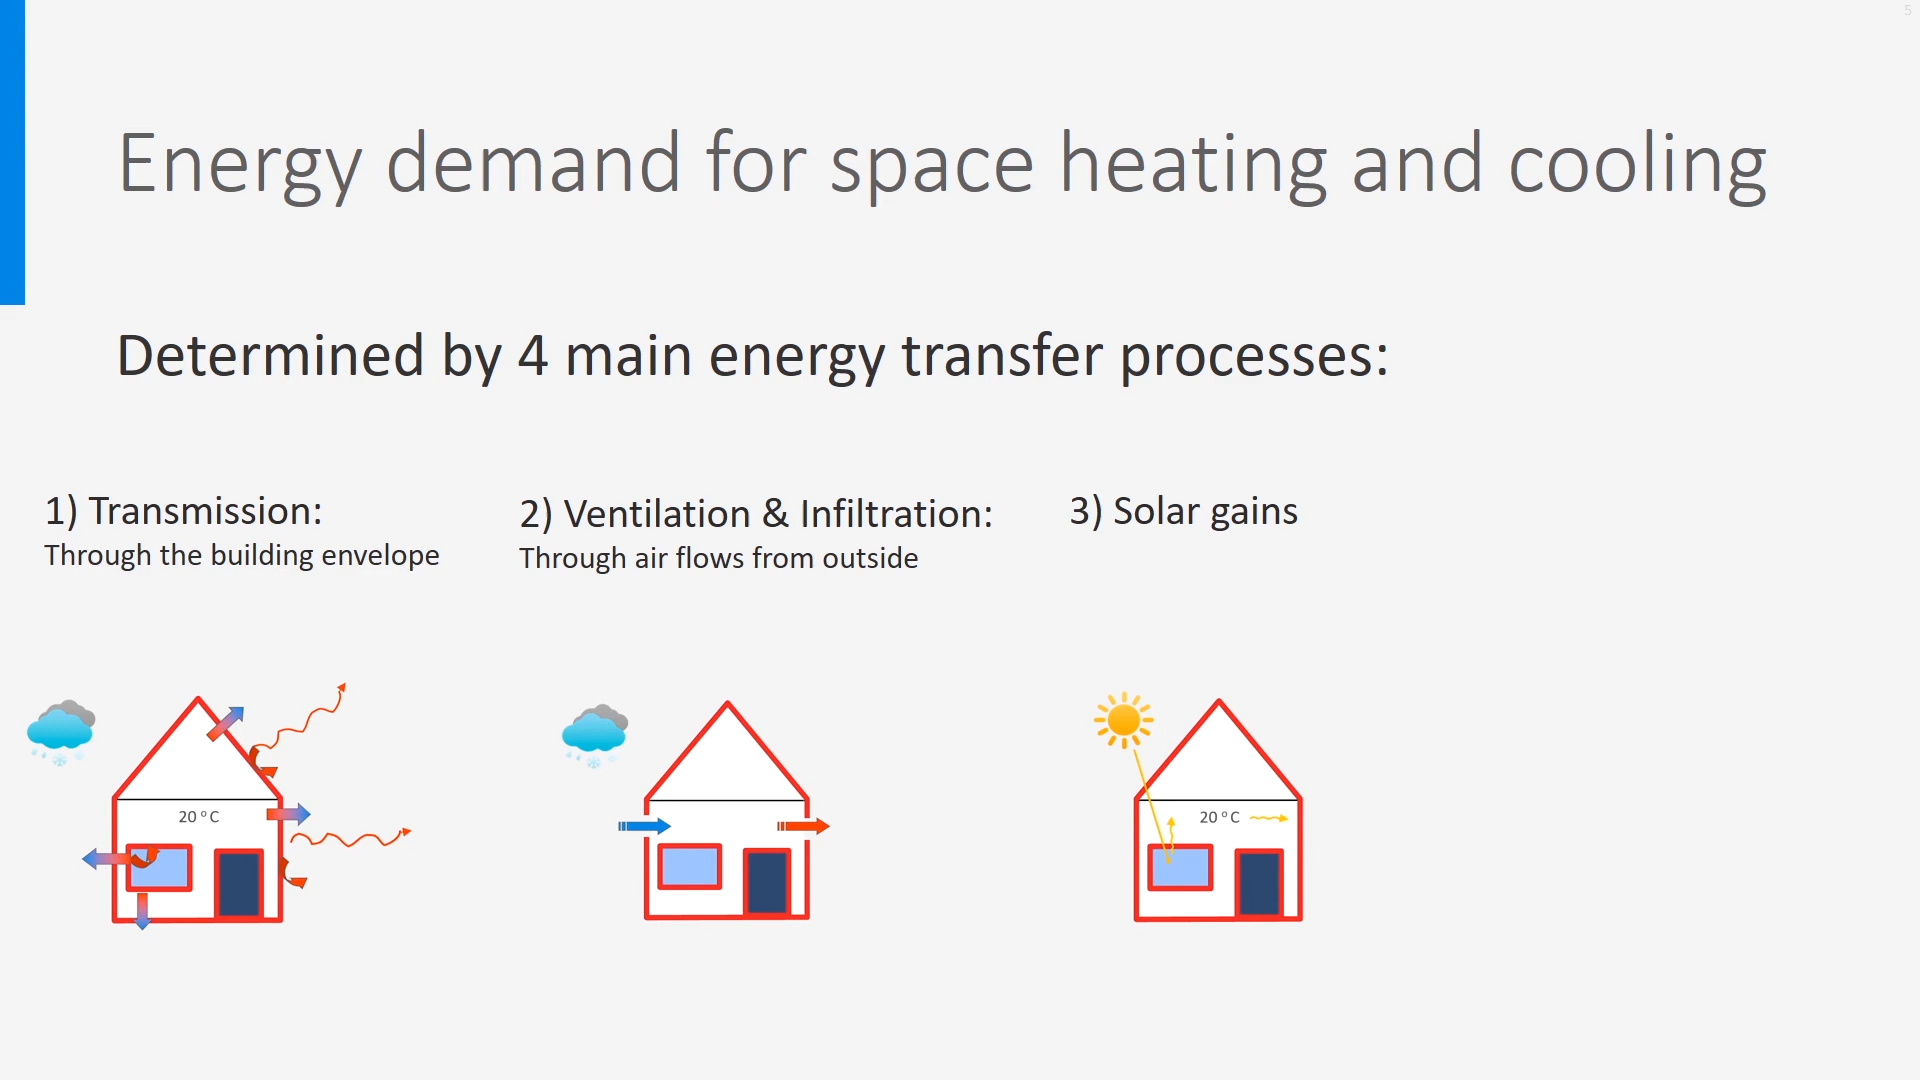 5
Energy demand for space heating and cooling
Determined by 4 main energy transfer processes:
1) Transmission:
Through the building envelope
2) Ventilation & Infiltration:
Through air flows from outside
3) Solar gains
20 °C
20 °C